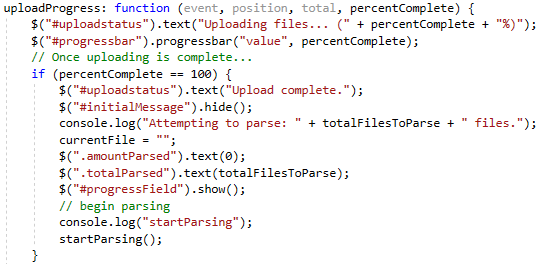 uploadProgress: function (event, position, total, percentComplete) {
$("#uploadstatus").text("Uploading files... (" + percentComplete + "%)");
$("#progressbar").progressbar("value", percentComplete);
// Once uploading is complete...
if (percentComplete == 100) {
$("#uploadstatus").text("Upload complete.");
$("#initialMessage").hide();
console.log("Attempting to parse: " + totalFilesToParse + " files.");
currentFile = "";
$(".amountParsed").text(0);
$(".totalParsed").text(totalFilesToParse);
$("#progressField").show();
// begin parsing
console.log("startParsing");
startParsing();
}